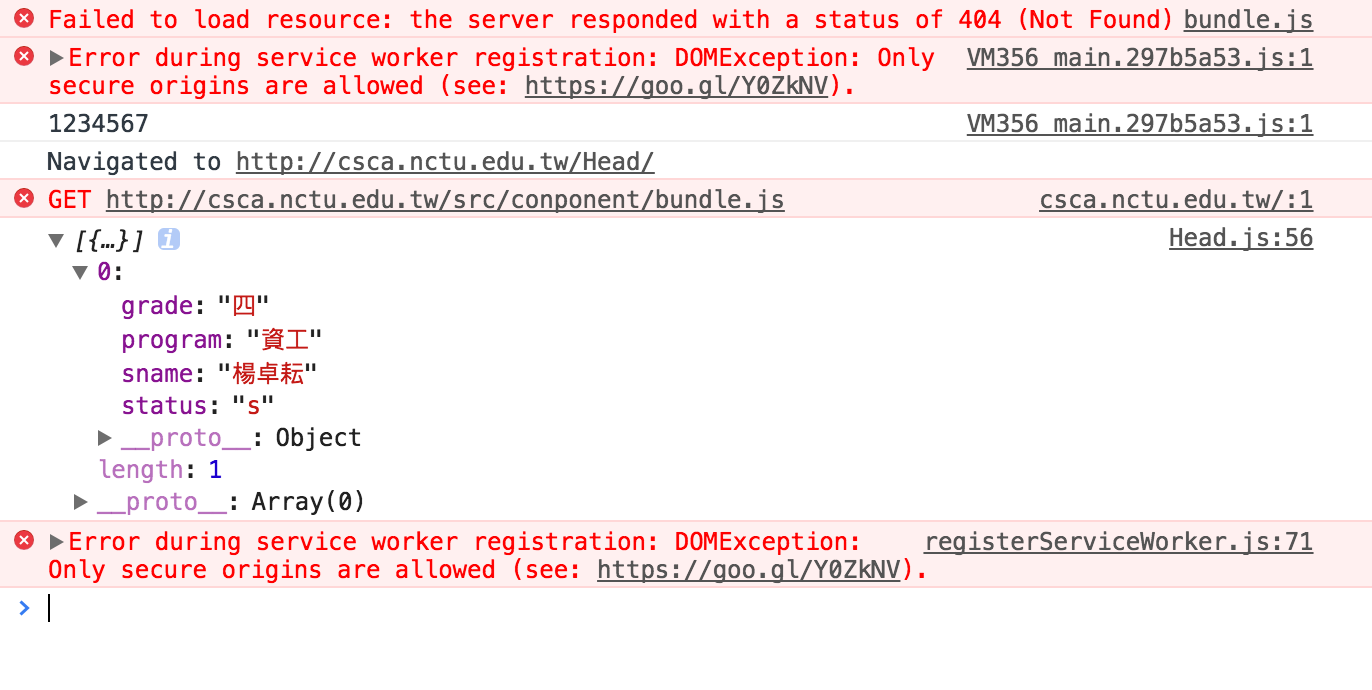 Failed to load resource: the server responded with a status of 404 (Not Found) bundle.js
Error during service worker registration: DOMException: Only VM356 main.297b5a53.js:1
secure origins are allowed (see: https://goo.gl/Y0ZkNV).
1234567 VM356 main.297b5a53.js:1
Navigated to http://csca.nctu.edu.tw/Head/
GET http://csca.nctu.edu.tw/src/conponent/bundle.js csca.nctu.edu.tw/:1
[{…}] i Head.js:56
0:
grade: "四"
program: "資工"
sname: "楊卓耘"
status: "s"
__proto__: Object
length: 1
__proto__: Array(0)
Error during service worker registration: DOMException: registerServiceWorker.js:71
Only secure origins are allowed (see: https://goo.gl/Y0ZkNV).